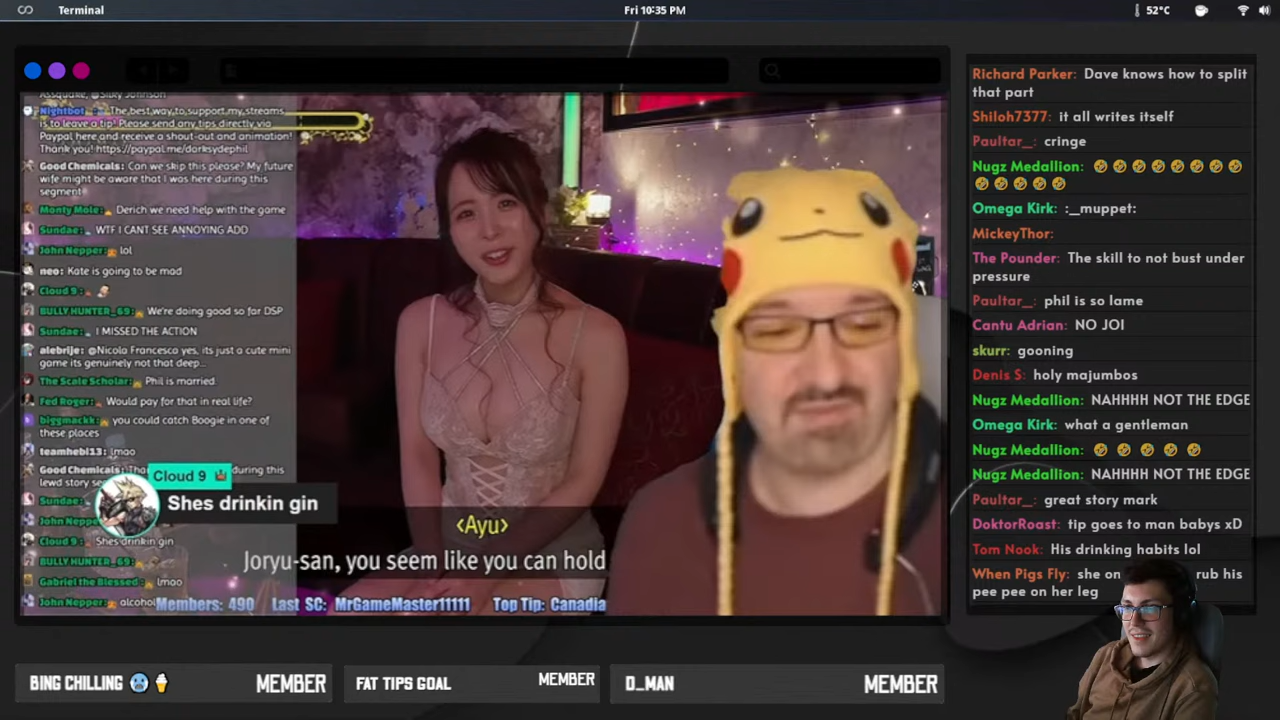 Terminal
Fri 10:35 PM
52°C
Assquake, @Silky Johnson
Nightbot: The best way to support my streams
is to leave a tip! Please send any tips directly via
Paypal here and receive a shout-out and animation!
Thank you! https://paypal.me/darksydephil
Good Chemicals: Can we skip this please? My future
wife might be aware that I was here during this
segment
Monty Mole: Derich we need help with the game
Sundae: WTF I CANT SEE ANNOYING ADD
John Nepper: lol
neo: Kate is going to be mad
Cloud 9:
BULLY HUNTER_69: We're doing good so far DSP
Sundae: I MISSED THE ACTION
alebrije: @Nicola Francesco yes, its just a cute mini
game its genuinely not that deep...
The Scale Scholar: Phil is married
Fed Roger: Would pay for that in real life?
biggmackk: you could catch Boogie in one of
these places
teamhebi13: lmao
Good Chemicals: during this
lewd story
Sundae:
Cloud 9
Shes drinkin gin
John Nepper
Cloud 9: Shes drinkin gin
BULLY HUNTER_69:
Gabriel the Blessed: lmao
John Nepper: alcohol
<Ayu>
Joryu-san, you seem like you can hold
Members: 490 Last SC: MrGameMaster11111 Top Tip: Canadia
Richard Parker: Dave knows how to split
that part
Shiloh7377: it all writes itself
Paultar_: cringe
Nugz Medallion: 🤣 🤣 🤣 🤣 🤣 🤣 🤣 🤣
🤣 🤣 🤣 🤣 🤣
Omega Kirk: :_muppet:
MickeyThor:
The Pounder: The skill to not bust under
pressure
Paultar_: phil is so lame
Cantu Adrian: NO JOI
skurr: gooning
Denis S: holy majumbos
Nugz Medallion: NAHHHH NOT THE EDGE
Omega Kirk: what a gentleman
Nugz Medallion: 🤣 🤣 🤣 🤣 🤣
Nugz Medallion: NAHHHH NOT THE EDGE
Paultar_: great story mark
DoktorRoast: tip goes to man babys xD
Tom Nook: His drinking habits lol
When Pigs Fly: she on rub his
pee pee on her leg
BING CHILLING 🥶🍦 MEMBER
FAT TIPS GOAL MEMBER
D_MAN MEMBER